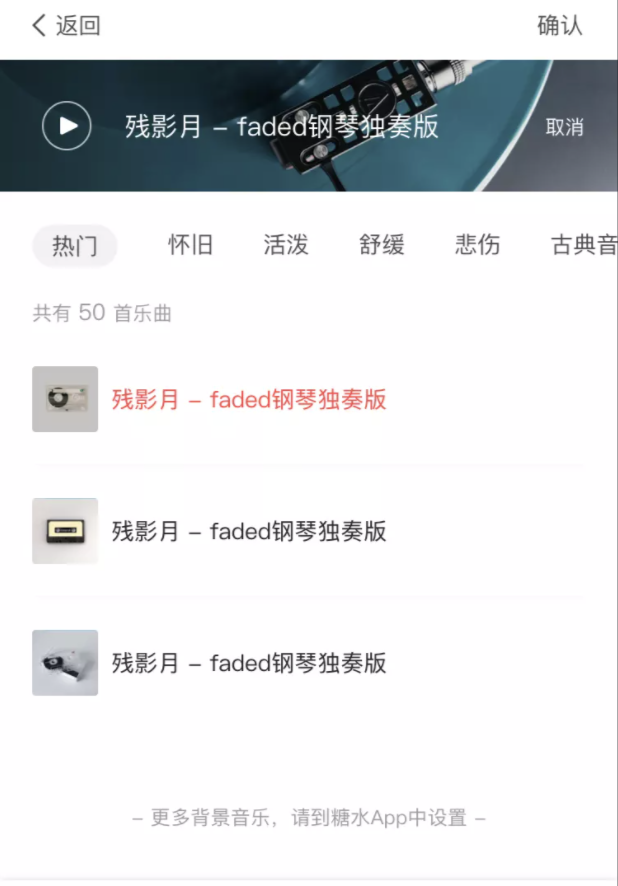 返回 确认
残影月 – faded钢琴独奏版 取消
热门 怀旧 活泼 舒缓 悲伤 古典音
共有 50 首乐曲
残影月 – faded钢琴独奏版
残影月 – faded钢琴独奏版
残影月 – faded钢琴独奏版
– 更多背景音乐，请到糖水App中设置 –